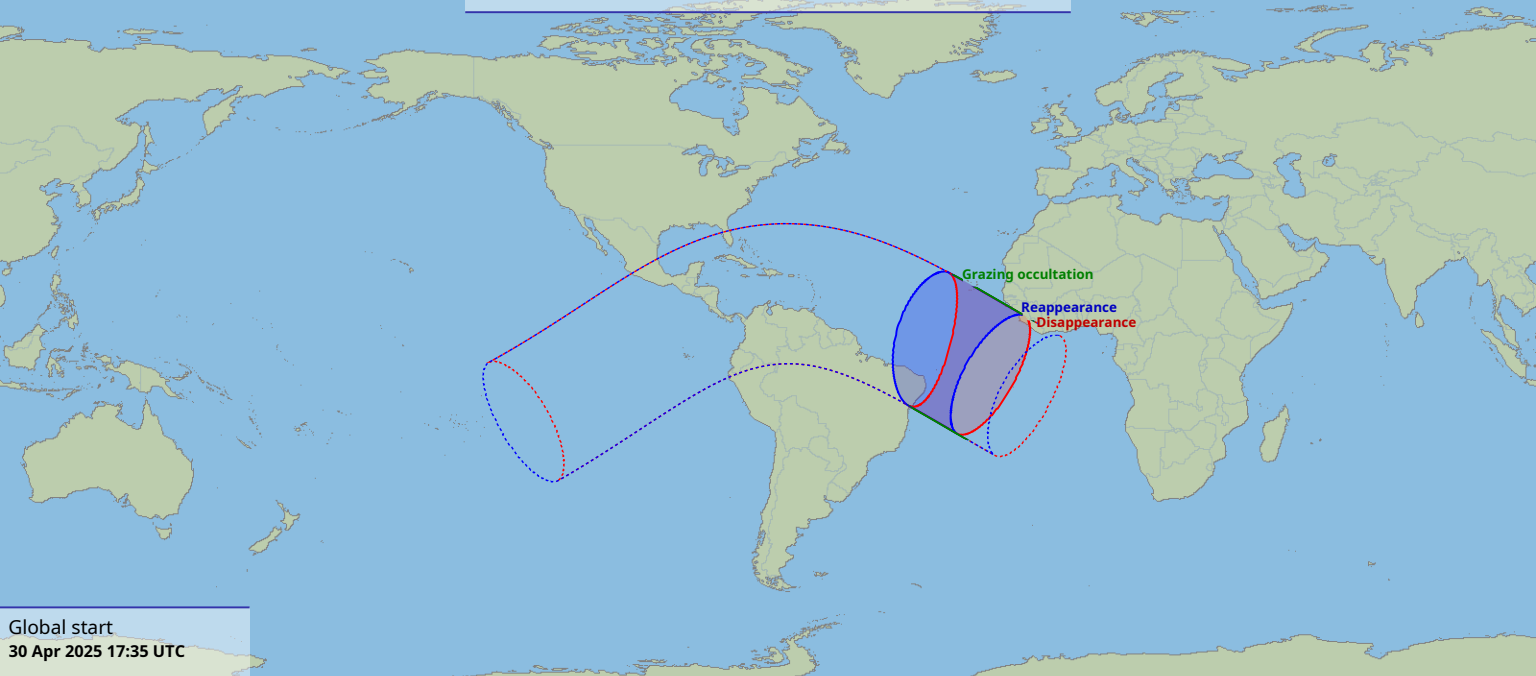 Grazing occultation
Reappearance
Disappearance
Global start
30 Apr 2025 17:35 UTC